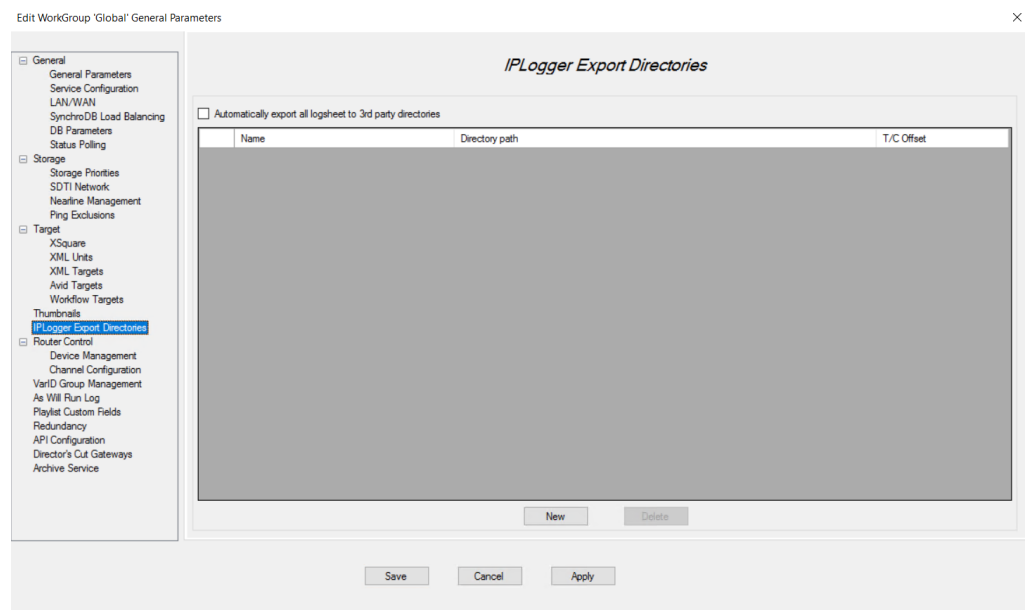 Edit WorkGroup 'Global' General Parameters
General
General Parameters
Service Configuration
LAN/WAN
SynchroDB Load Balancing
DB Parameters
Status Polling
Storage
Storage Priorities
SDTI Network
Nearline Management
Ping Exclusions
Target
XSquare
XML Units
XML Targets
Avid Targets
Workflow Targets
Thumbnails
IPLogger Export Directories
Router Control
Device Management
Channel Configuration
VarID Group Management
As Will Run Log
Playlist Custom Fields
Redundancy
API Configuration
Director's Cut Gateways
Archive Service
IPLogger Export Directories
Automatically export all logsheet to 3rd party directories
Name Directory path T/C Offset
New Delete
Save Cancel Apply